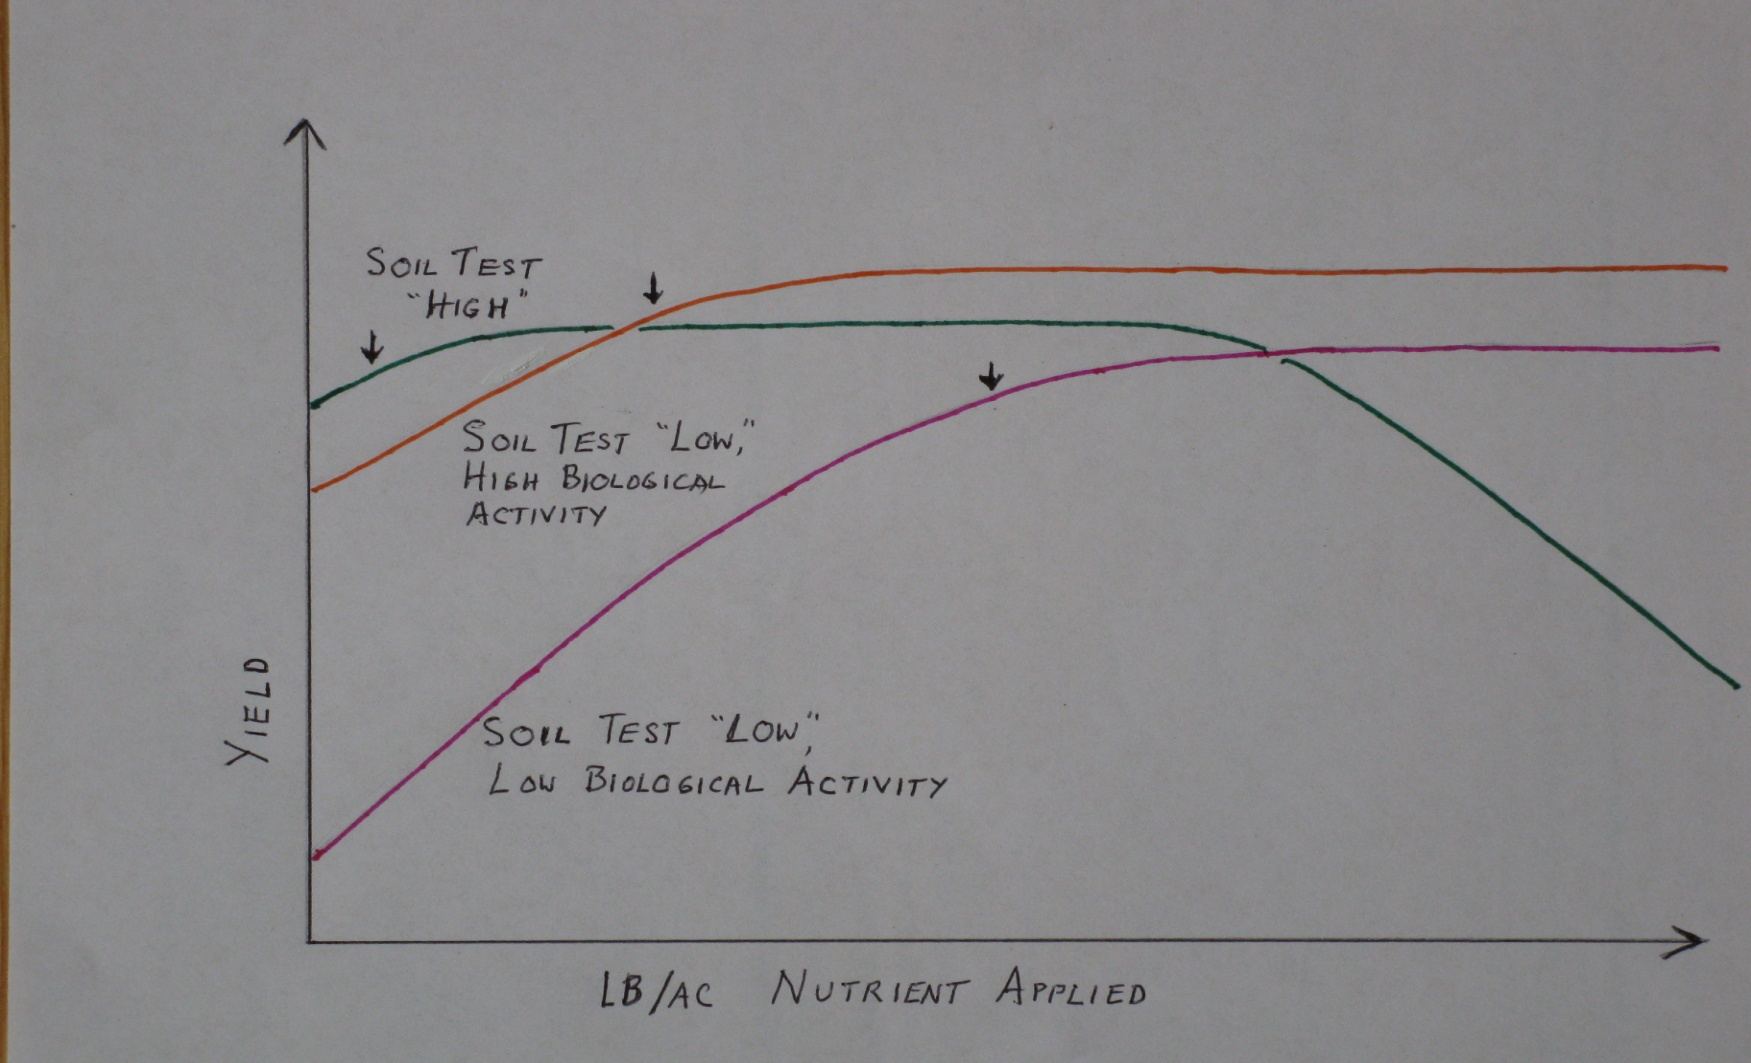 SOIL TEST
"HIGH"
SOIL TEST "LOW,"
HIGH BIOLOGICAL
ACTIVITY
YIELD
SOIL TEST "LOW,"
LOW BIOLOGICAL ACTIVITY
LB/AC NUTRIENT APPLIED